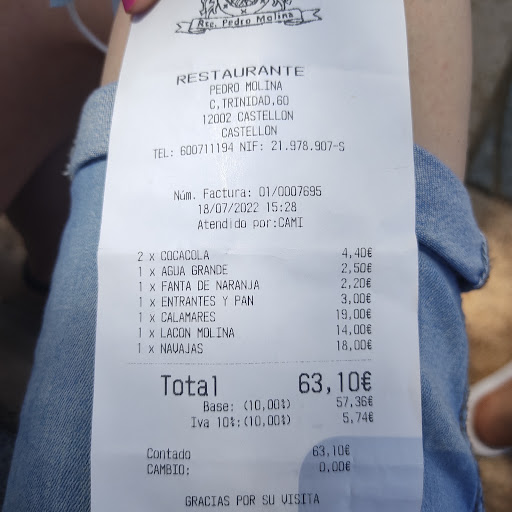 Rte. Pedro Molina
RESTAURANTE
PEDRO MOLINA
C.TRINIDAD,60
12002 CASTELLON
CASTELLON
TEL: 600711194 NIF: 21.978.907-S
Núm. Factura: 01/0007695
18/07/2022 15:28
Atendido por:CAMI
2 x COCACOLA 4,40€
1 x AGUA GRANDE 2,50€
1 x FANTA DE NARANJA 2,20€
1 x ENTRANTES Y PAN 3,00€
1 x CALAMARES 19,00€
1 x LACON MOLINA 14,00€
1 x NAVAJAS 18,00€
Total 63,10€
Base: (10,00%) 57,36€
Iva 10%:(10,00%) 5,74€
Contado 63,10€
CAMBIO: 0,00€
GRACIAS POR SU VISITA